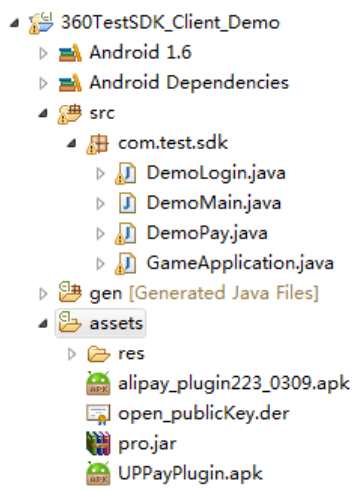 360TestSDK_Client_Demo
Android 1.6
Android Dependencies
src
com.test.sdk
DemoLogin.java
DemoMain.java
DemoPay.java
GameApplication.java
gen [Generated Java Files]
assets
res
alipay_plugin223_0309.apk
open_publicKey.der
pro.jar
UPPayPlugin.apk